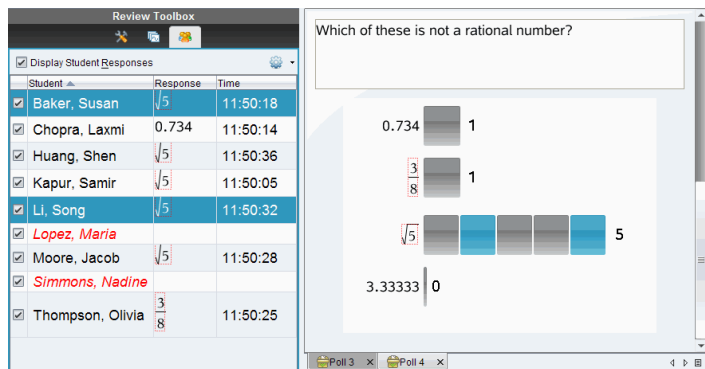 Review Toolbox
Display Student Responses
Student Response Time
Baker, Susan √5 11:50:18
Chopra, Laxmi 0.734 11:50:14
Huang, Shen √5 11:50:36
Kapur, Samir √5 11:50:05
Li, Song √5 11:50:32
Lopez, Maria
Moore, Jacob √5 11:50:28
Simmons, Nadine
Thompson, Olivia 3/8 11:50:25
Which of these is not a rational number?
0.734 1
3/8 1
√5 5
3.33333 0
Poll 3 × Poll 4 ×